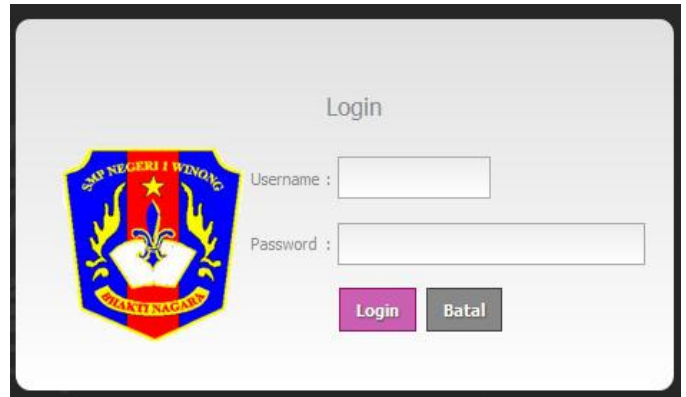 Login
SMP NEGERI 1 WINONG
Username :
Password :
BHAKTI NAGARA
Login
Batal